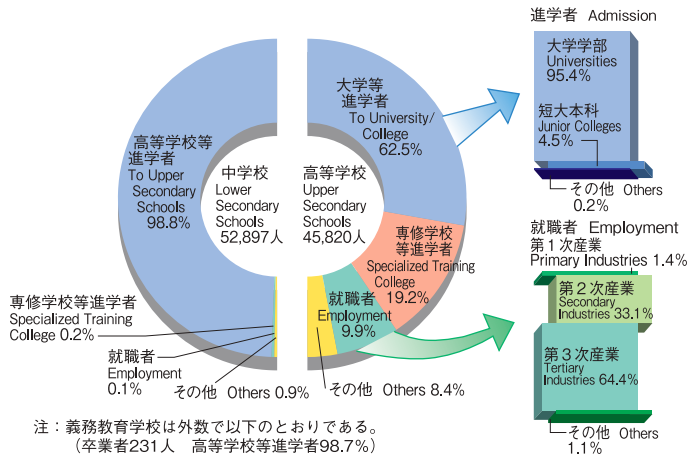 高等学校等
進学者
To Upper
Secondary
Schools
98.8%
中学校
Lower
Secondary
Schools
52,897人
専修学校等進学者
Specialized Training
College 0.2%
就職者
Employment
0.1%
その他 Others 0.9%
高等学校
Upper
Secondary
Schools
45,820人
大学等
進学者
To University/
College
62.5%
専修学校
等進学者
Specialized Training
College
19.2%
就職者
Employment
9.9%
その他 Others 8.4%
進学者 Admission
大学学部
Universities
95.4%
短大本科
Junior Colleges
4.5%
その他 Others
0.2%
就職者 Employment
第1次産業
Primary Industries 1.4%
第2次産業
Secondary
Industries 33.1%
第3次産業
Tertiary
Industries 64.4%
その他 Others
1.1%
注：義務教育学校は外数で以下のとおりである。
（卒業者231人 高等学校等進学者98.7%）